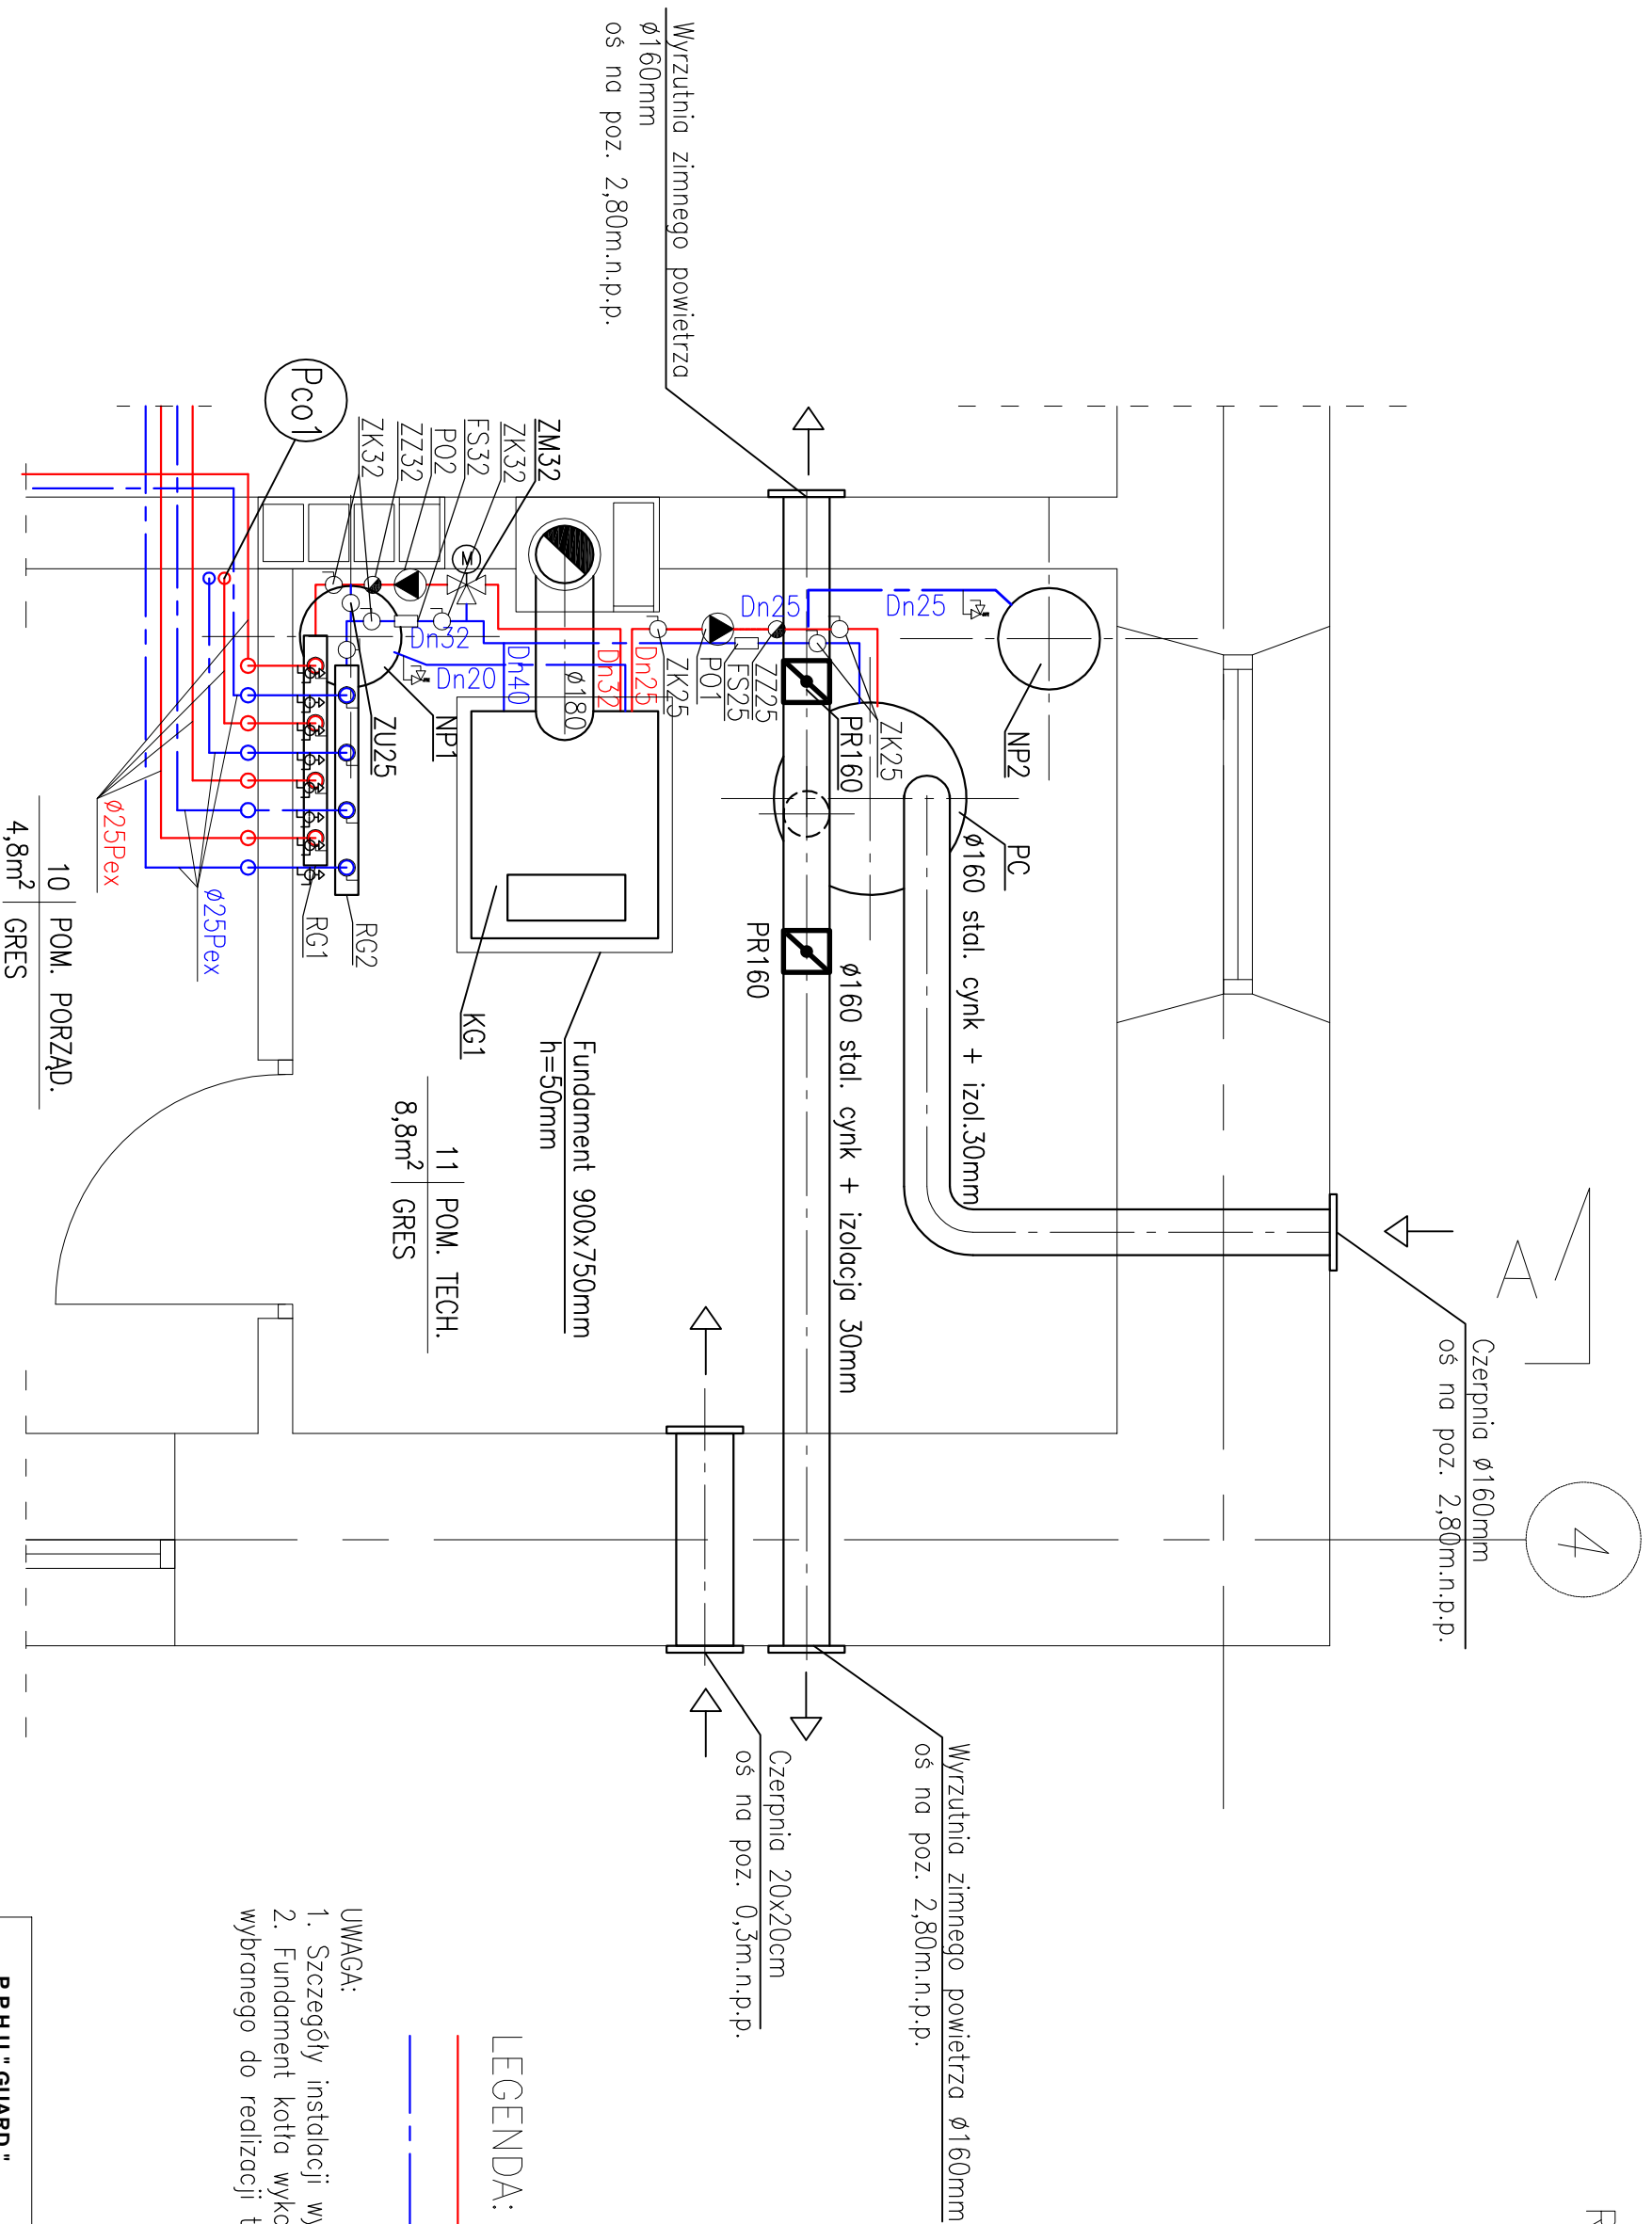 Wyrzutnia zimnego powietrza
ø160mm
oś na poz. 2,80m.n.p.p.
Czerpnia ø160mm
oś na poz. 2,80m.n.p.p.
A
4
NP2
PC
ø160 stal. cynk + izol.30mm
ZK25
PR160
ø160 stal. cynk + izolacja 30mm
PR160
Dn25
Dn25
ZZ25
FS25
PO1
ZK25
Dn25
Dn32
ø180
Dn40
Dn20
Dn32
ZM32
ZK32
FS32
PO2
ZZ32
ZK32
M
Pco1
NP1
ZU25
RG2
RG1
KG1
Fundament 900x750mm
h=50mm
11 POM. TECH.
8,8m² GRES
ø25Pex
ø25Pex
10 POM. PORZĄD.
4,8m² GRES
Wyrzutnia zimnego powietrza ø160mm
oś na poz. 2,80m.n.p.p.
Czerpnia 20x20cm
oś na poz. 0,3m.n.p.p.
LEGENDA:
UWAGA:
1. Szczegóły instalacji
2. Fundament kotła
wybranego do realizacji
P.P.H.U."GUARD"